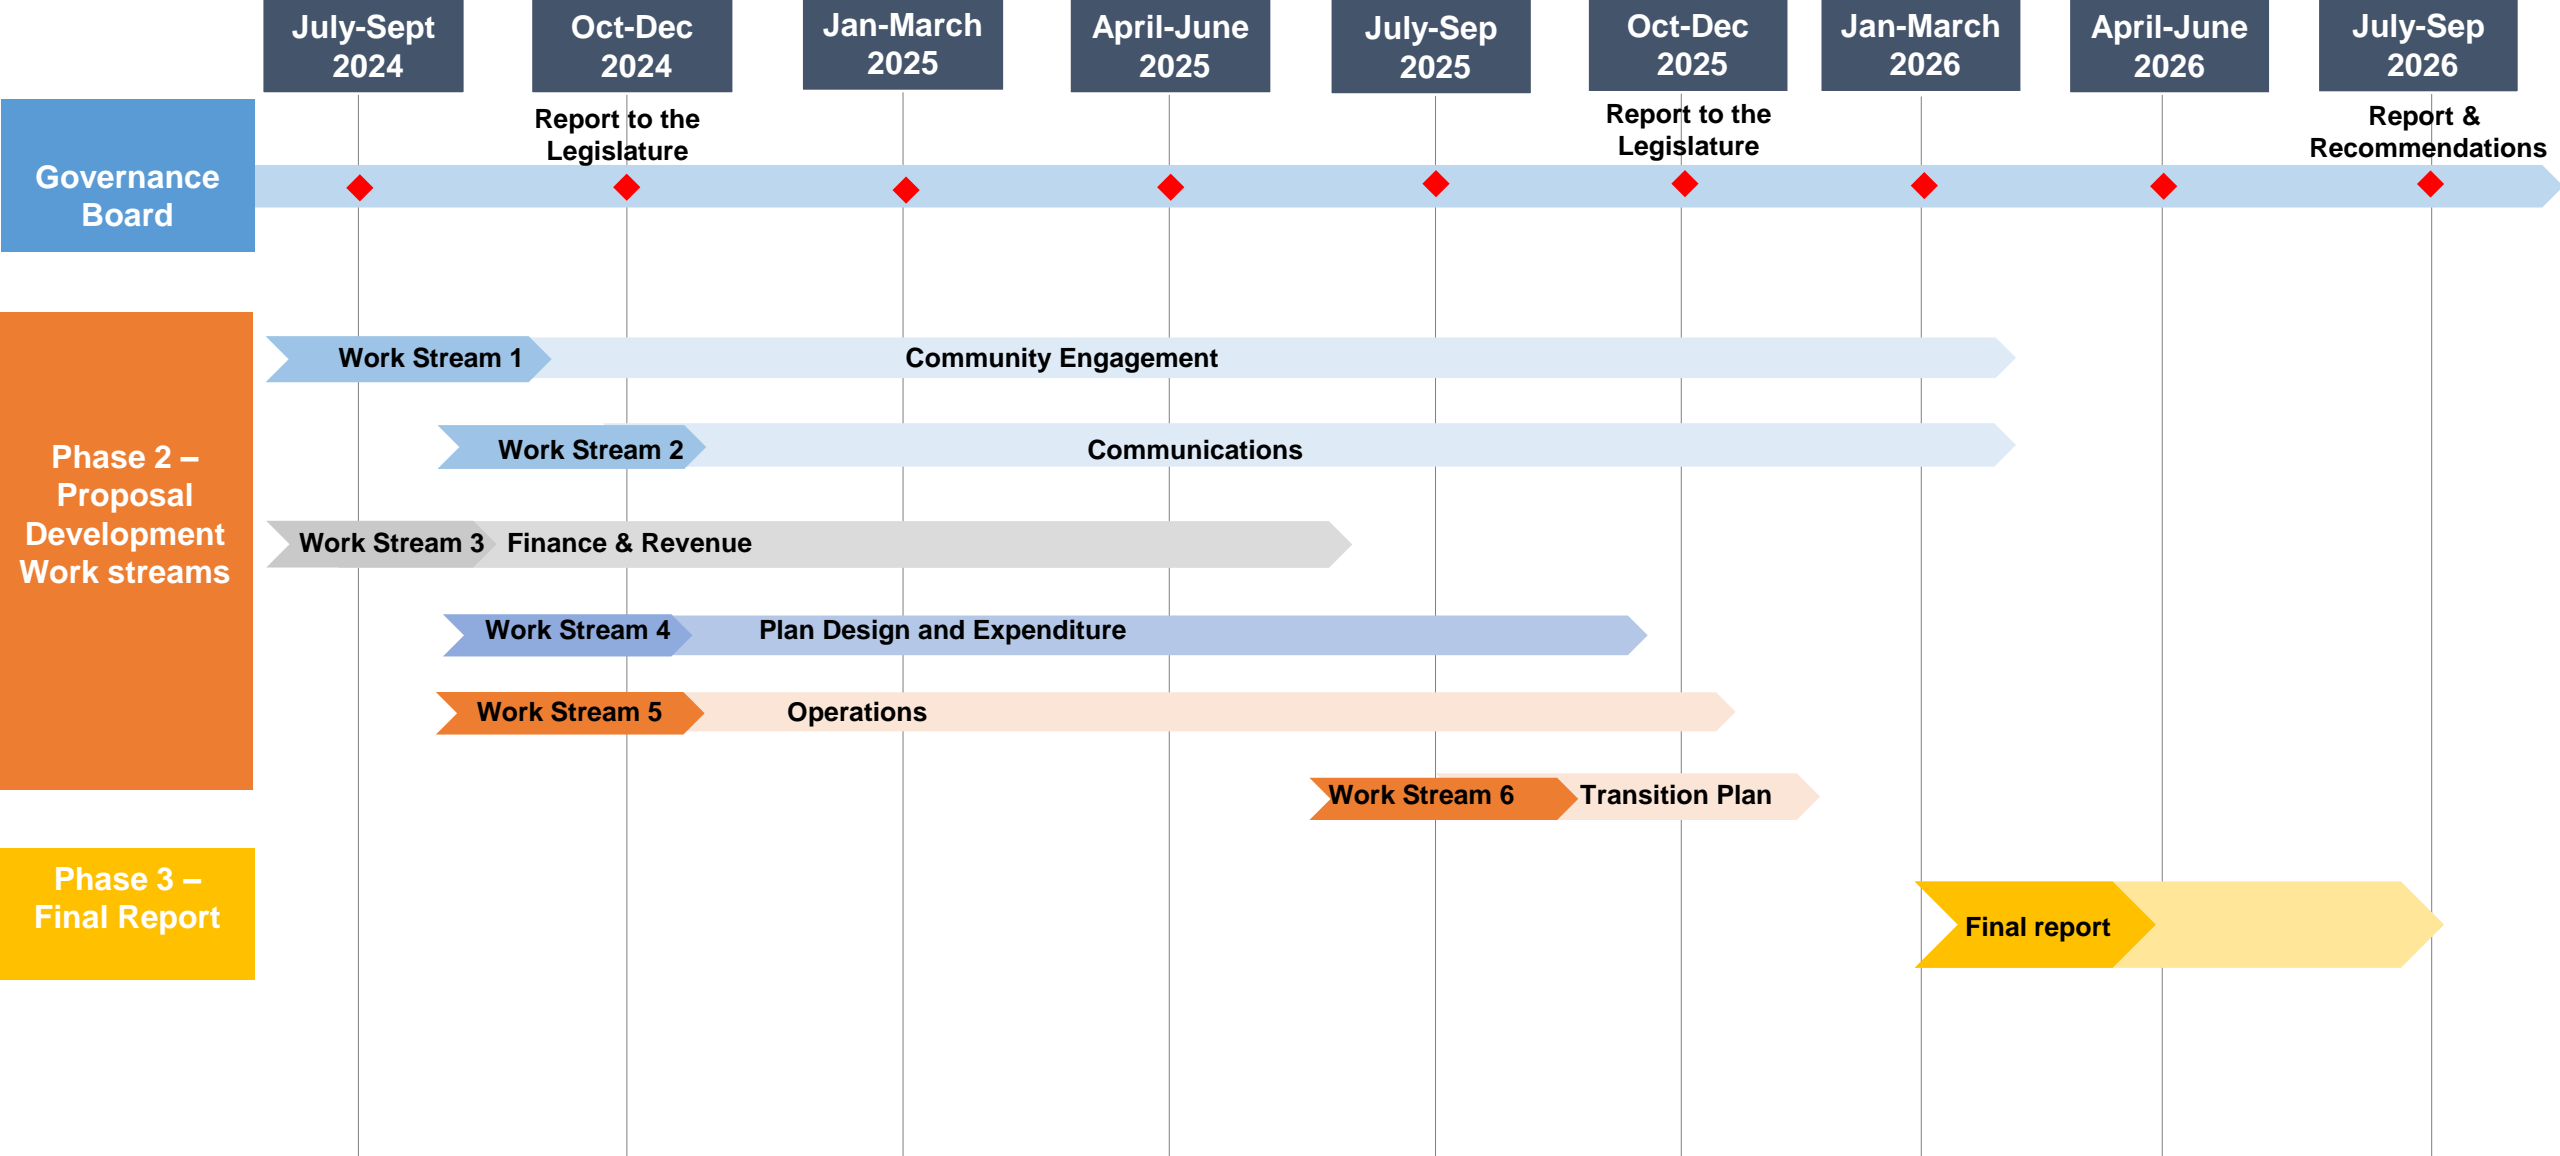 July-Sept
2024
Oct-Dec
2024
Jan-March
2025
April-June
2025
July-Sep
2025
Oct-Dec
2025
Jan-March
2026
April-June
2026
July-Sep
2026
Report to the
Legislature
Report to the
Legislature
Report &
Recommendations
Governance
Board
Phase 2 –
Proposal
Development
Work streams
Work Stream 1
Community Engagement
Work Stream 2
Communications
Work Stream 3
Finance & Revenue
Work Stream 4
Plan Design and Expenditure
Work Stream 5
Operations
Work Stream 6
Transition Plan
Phase 3 –
Final Report
Final report